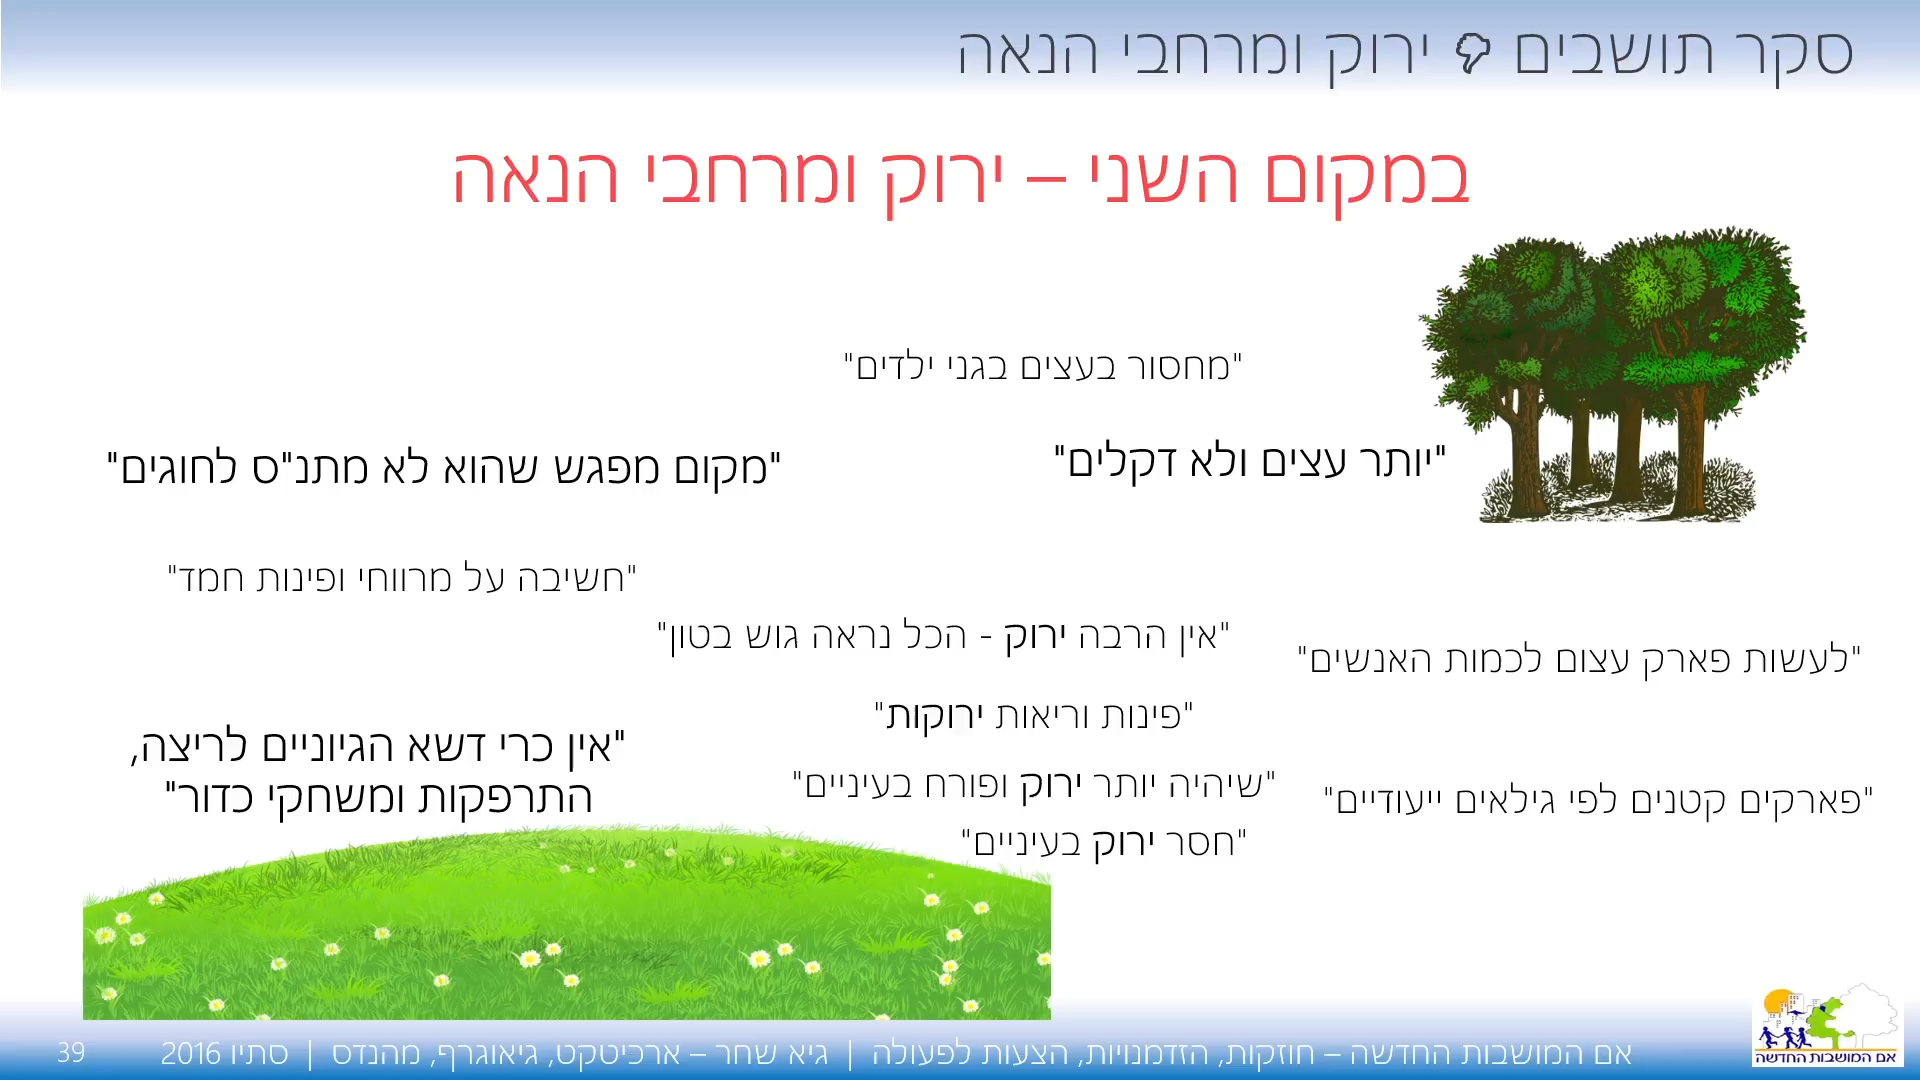 סקר תושבים 👎 ירוק ומרחבי הנאה
במקום השני – ירוק ומרחבי הנאה
"מחסור בעצים בגני ילדים"
"יותר עצים ולא דקלים"
"מקום מפגש שהוא לא מתנ"ס לחוגים"
"חשיבה על מרווחי ופינות חמד"
"אין הרבה ירוק - הכל נראה גוש בטון"
"לעשות פארק עצום לכמות האנשים"
"פינות וריאות ירוקות"
"אין כרי דשא הגיוניים לריצה,
התרפקות ומשחקי כדור"
"שיהיה יותר ירוק ופורח בעיניים"
"פארקים קטנים לפי גילאים ייעודיים"
"חסר ירוק בעיניים"
אם המושבות החדשה
אם המושבות החדשה – חוזקות, הזדמנויות, הצעות לפעולה | גיא שחר – ארכיטקט, גיאוגרף, מהנדס | סתיו 2016
39